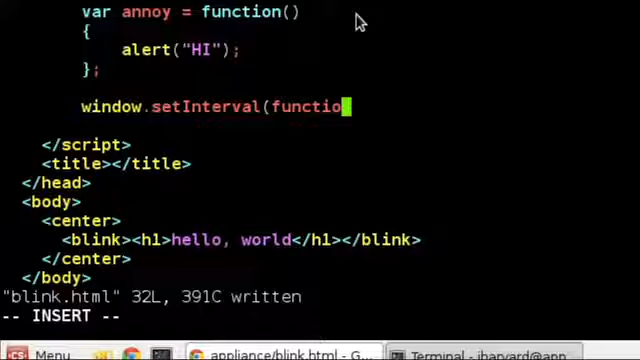 var annoy = function()
{
alert("HI");
};
window.setInterval(functio
</script>
<title></title>
</head>
<body>
<center>
<blink><h1>hello, world</h1></blink>
</center>
</body>
"blink.html" 32L, 391C written
-- INSERT --
CS Menu appliance/blink.html - G... Terminal - jharvard@app